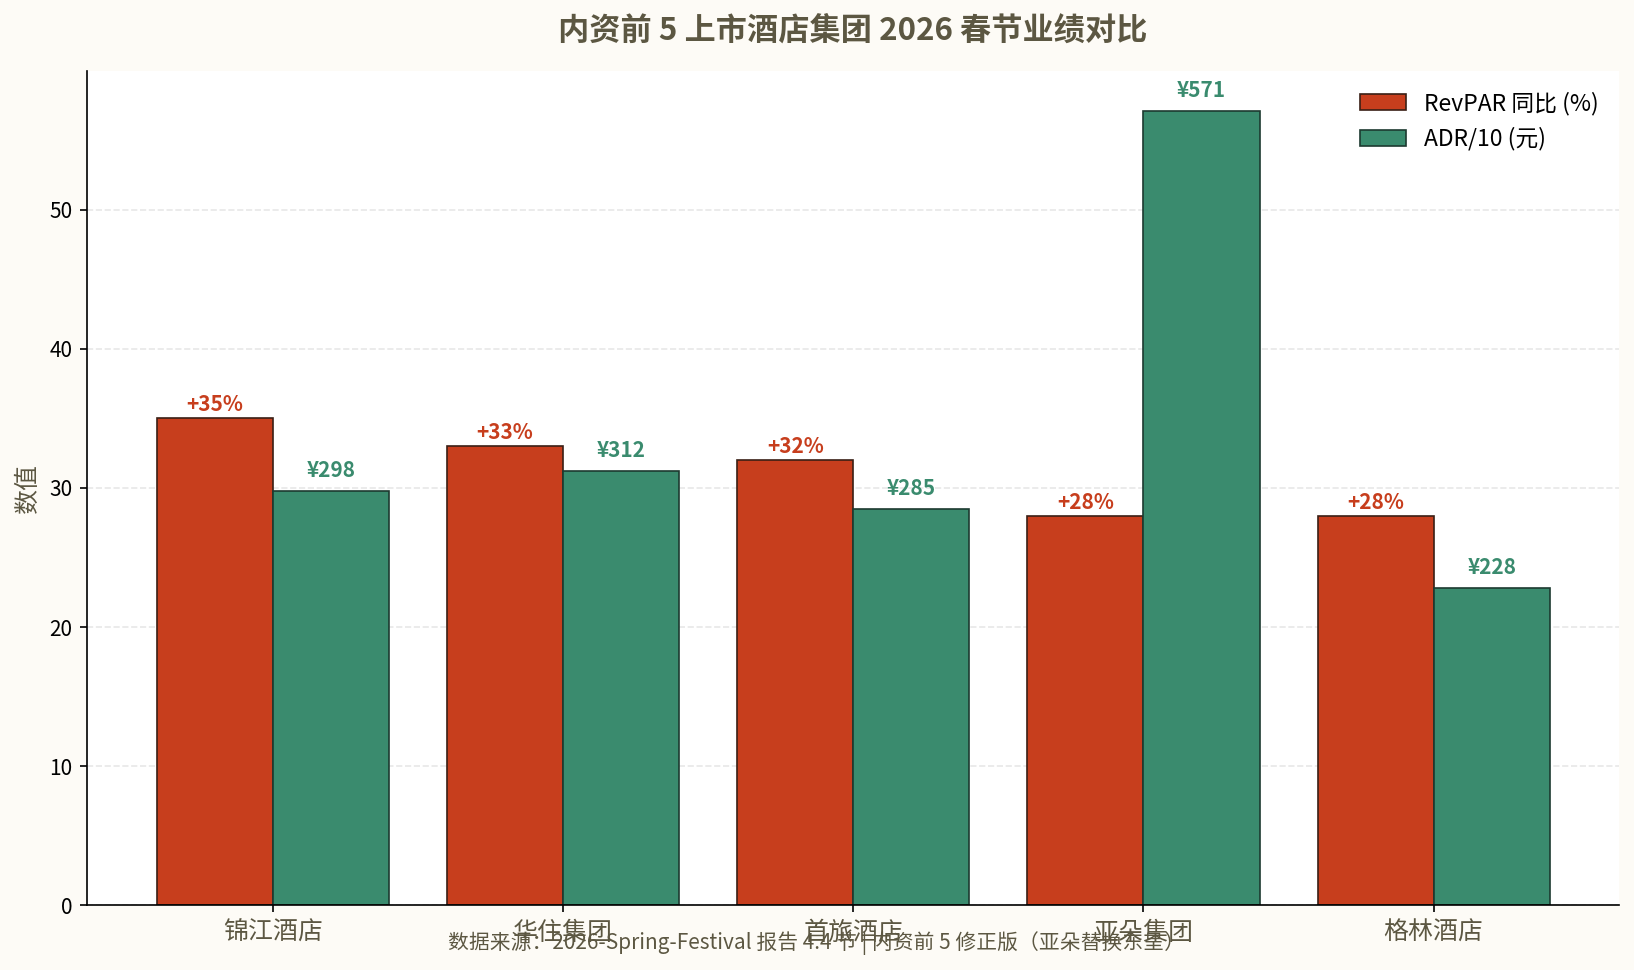 内资前 5 上市酒店集团 2026 春节业绩对比
RevPAR 同比 (%)
ADR/10 (元)
数值
50
40
30
20
10
0
+35%
¥298
+33%
¥312
+32%
¥285
+28%
¥571
+28%
¥228
锦江酒店
华住集团
首旅酒店
亚朵集团
格林酒店
数据来源：2026-Spring-Festival 报告 4.4 节 | 内资前 5 修正版（亚朵替换东呈）